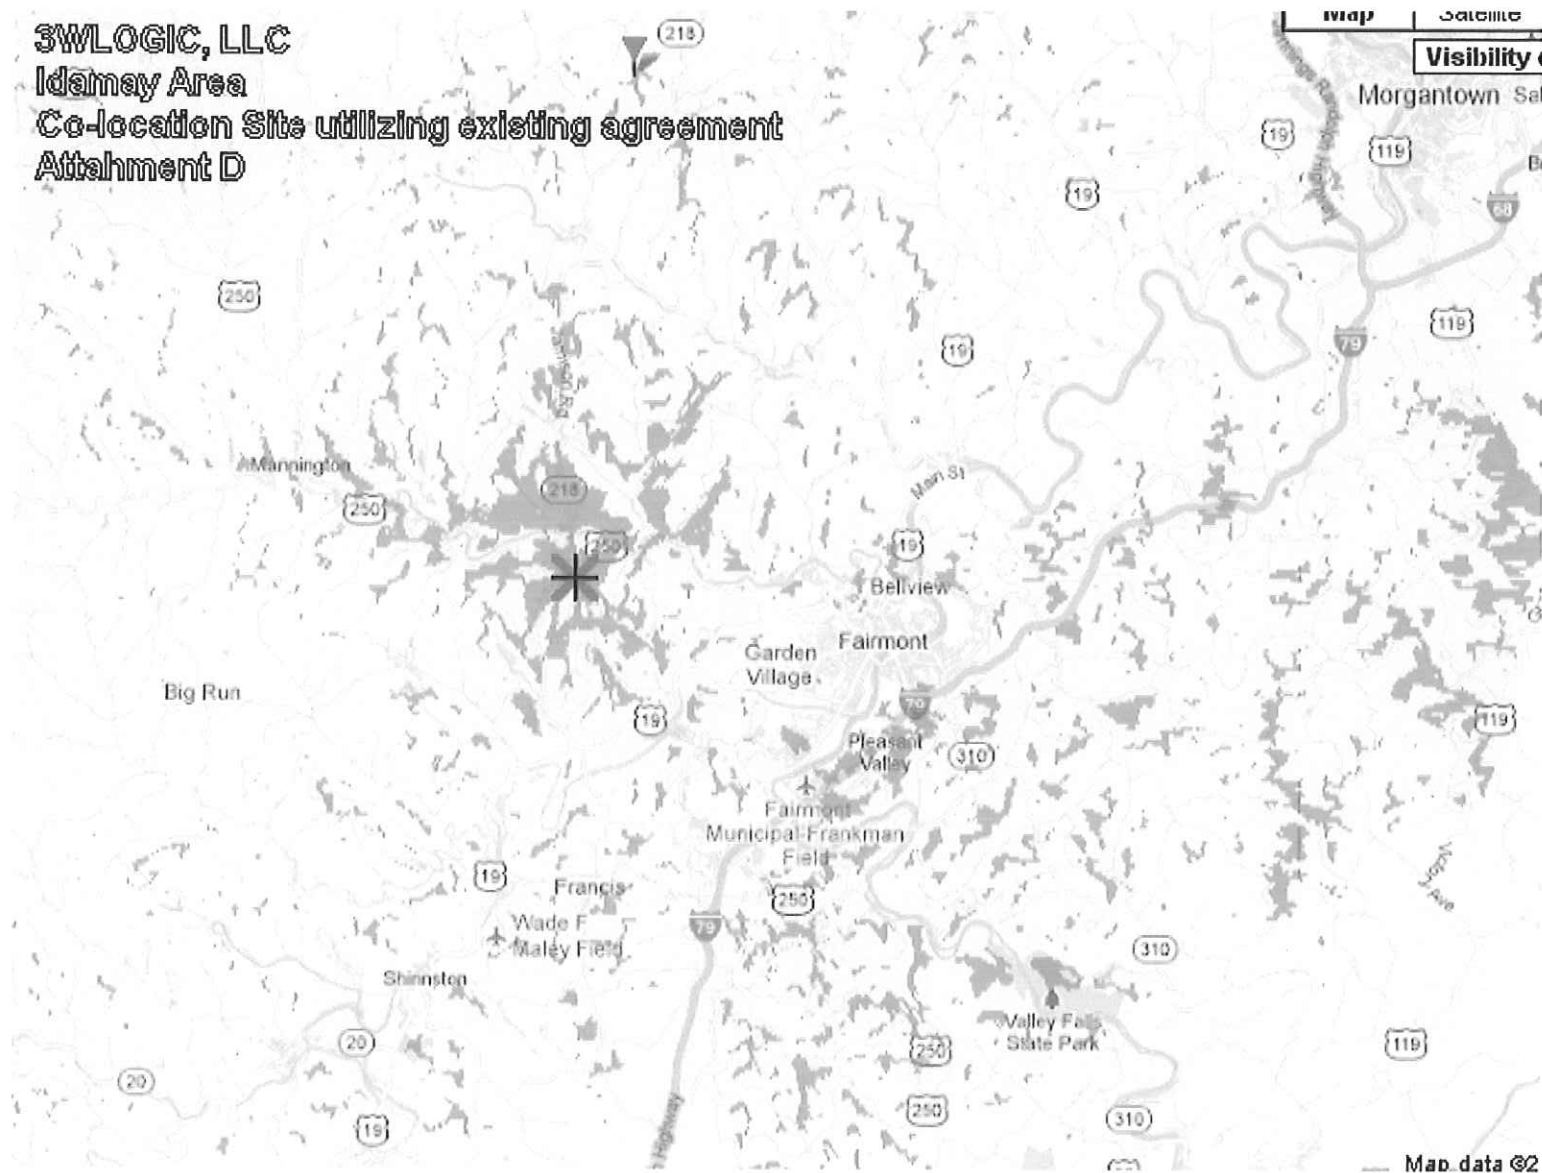 3WLOGIC, LLC
Idamay Area
Co-location Site utilizing existing agreement
Attahment D
218
Map
Satellite
Visibility
Morgantown
19
119
19
68
250
119
19
79
Mannington
218
250
250
Main St
19
Bellview
Fairmont
Garden
Village
Big Run
19
79
119
Pleasant
Valley
310
Fairmont
Municipal-Frankman
Field
19
Francis
250
Wade F
Maley Field
79
310
Shinnston
Valley Falls
State Park
20
250
119
20
250
310
19
Highway
Map data ©2